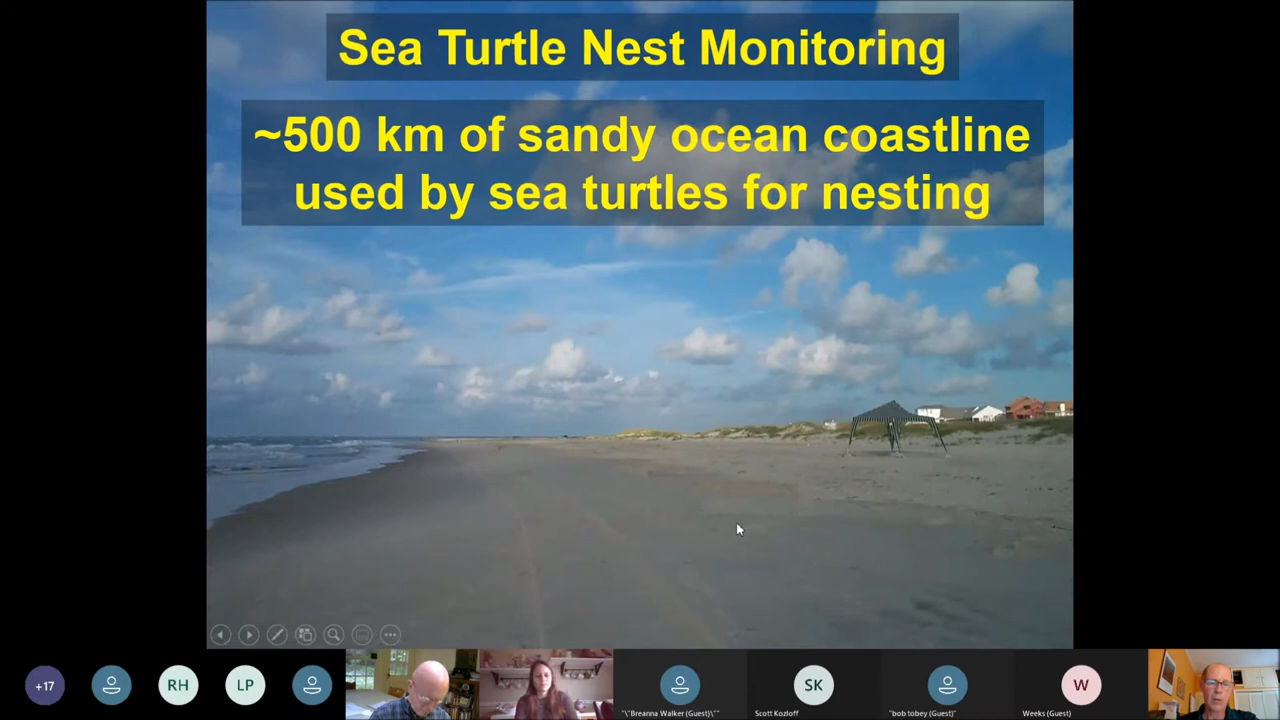 Sea Turtle Nest Monitoring
~500 km of sandy ocean coastline
used by sea turtles for nesting
+17
RH
LP
"\"Breanna Walker (Guest)\""
SK
Scott Kozloff
"bob tobey (Guest)"
W
Weeks (Guest)